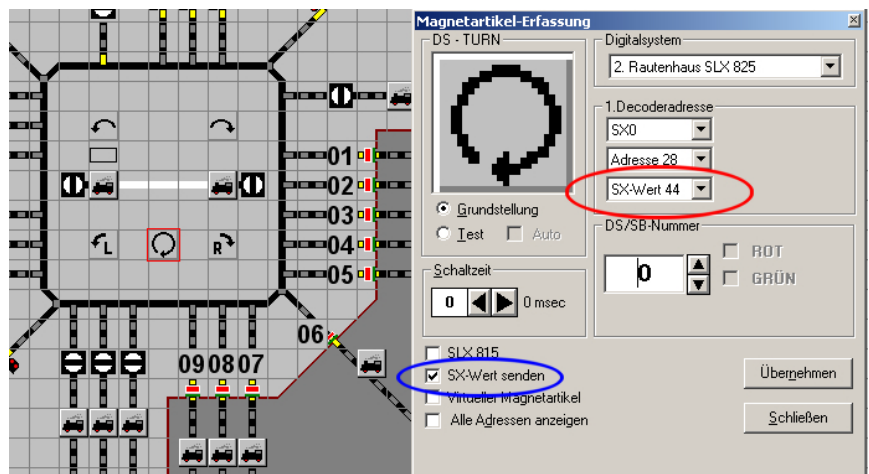 01
02
03
04
05
L
R
06
09 08 07
Magnetartikel-Erfassung
DS - TURN
Grundstellung
Test
Auto
Schaltzeit
0
0 msec
SLX 815
SX-Wert senden
Virtueller Magnetartikel
Alle Adressen anzeigen
Digitalsystem
2. Rautenhaus SLX 825
1.Decoderadresse
SX0
Adresse 28
SX-Wert 44
DS/SB-Nummer
0
ROT
GRÜN
Übernehmen
Schließen